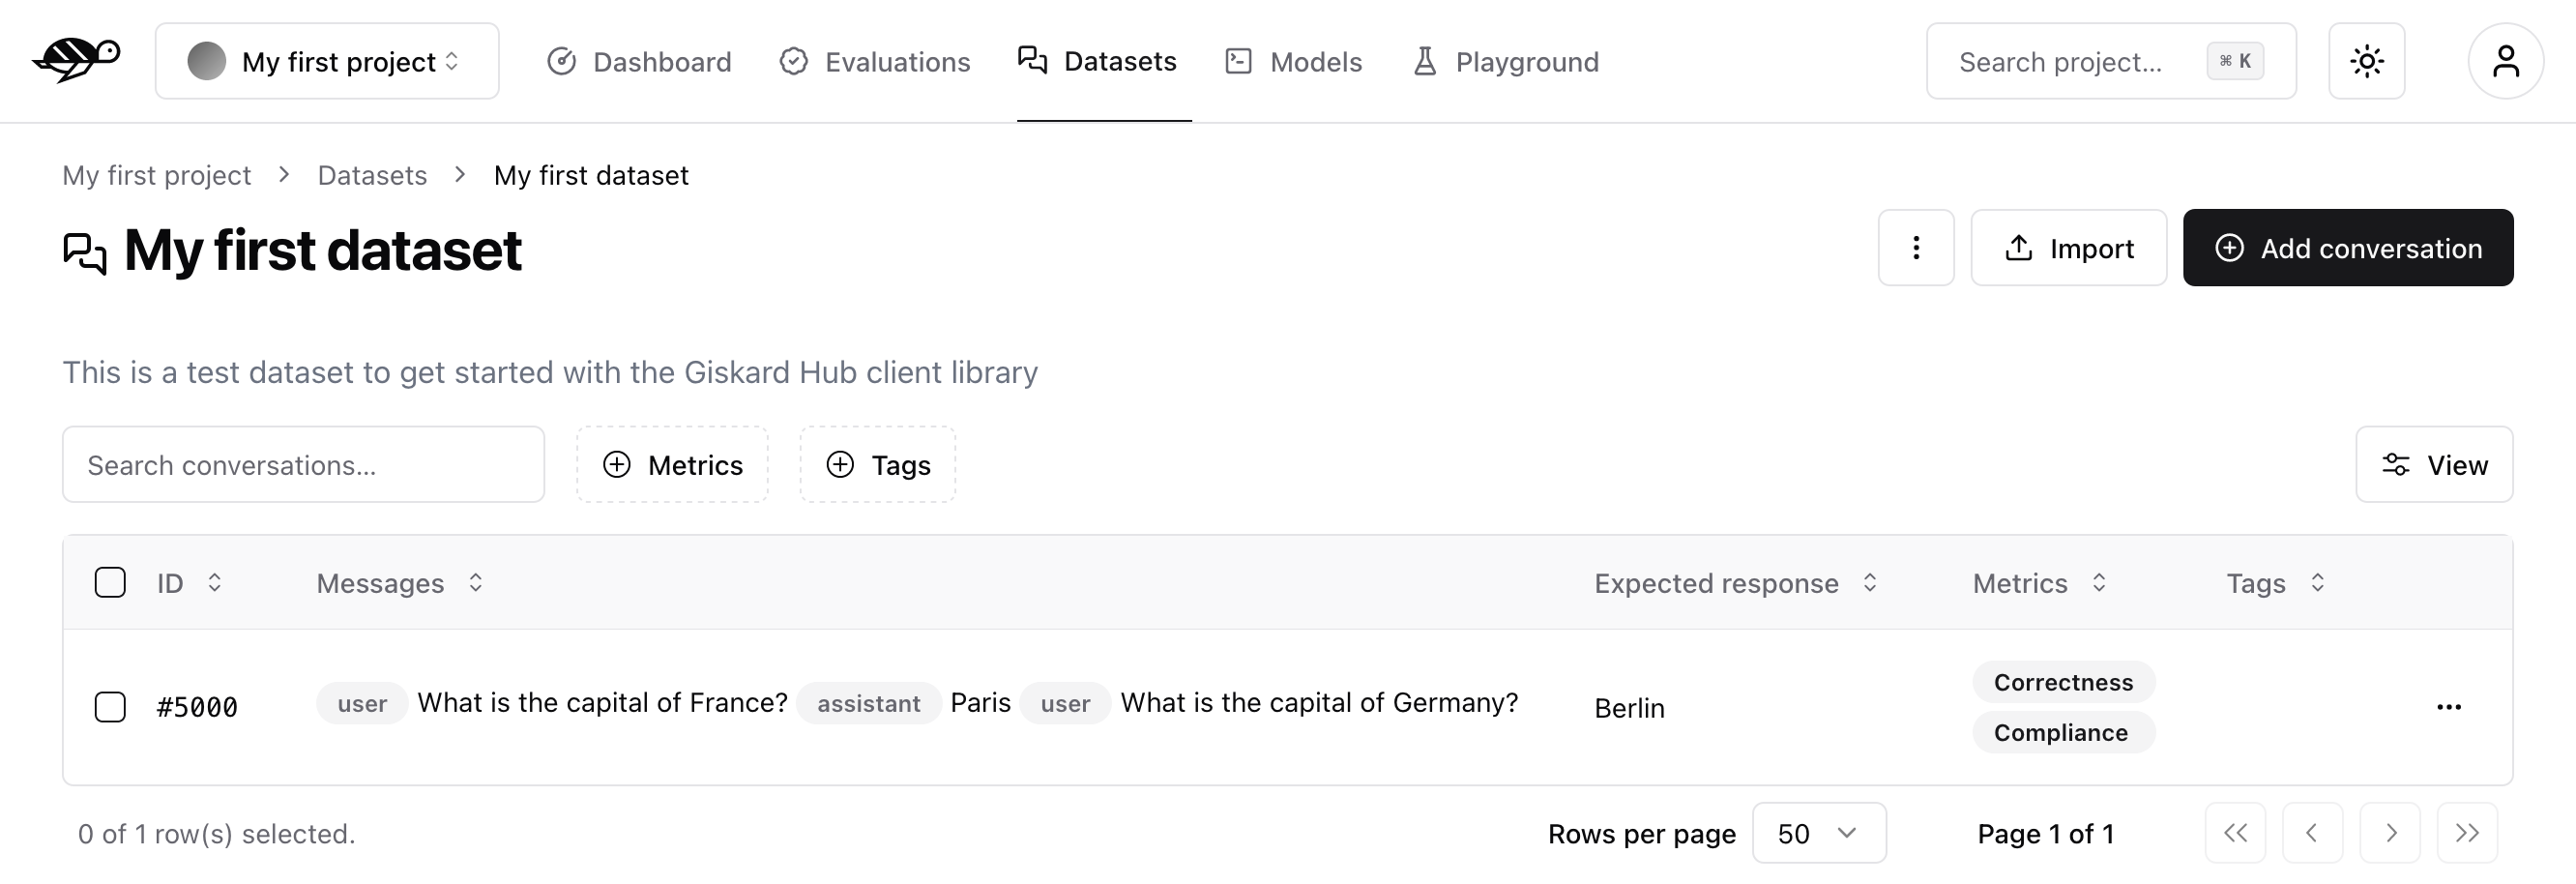 My first project Dashboard Evaluations Datasets Models Playground Search project... ⌘ K
My first project > Datasets > My first dataset
My first dataset
Import Add conversation
This is a test dataset to get started with the Giskard Hub client library
Search conversations... Metrics Tags View
ID Messages Expected response Metrics Tags
#5000 user What is the capital of France? assistant Paris user What is the capital of Germany? Berlin Correctness
Compliance
0 of 1 row(s) selected. Rows per page 50 Page 1 of 1